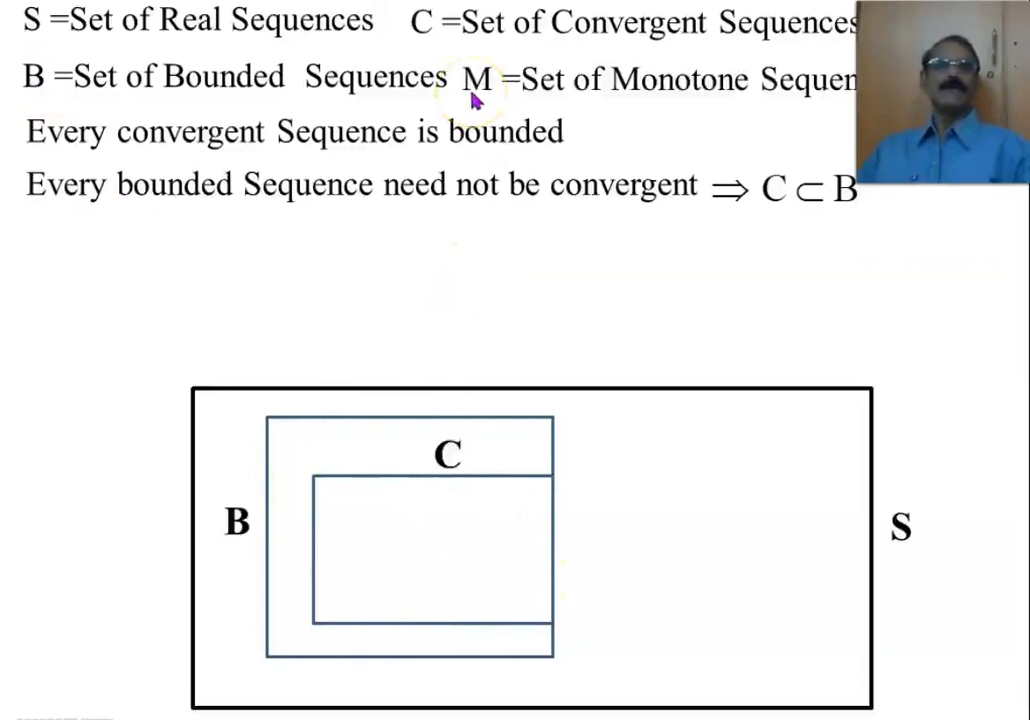 S =Set of Real Sequences C =Set of Convergent Sequences
B =Set of Bounded Sequences M =Set of Monotone Sequen
Every convergent Sequence is bounded
Every bounded Sequence need not be convergent ⇒ C ⊂ B
C
B
S